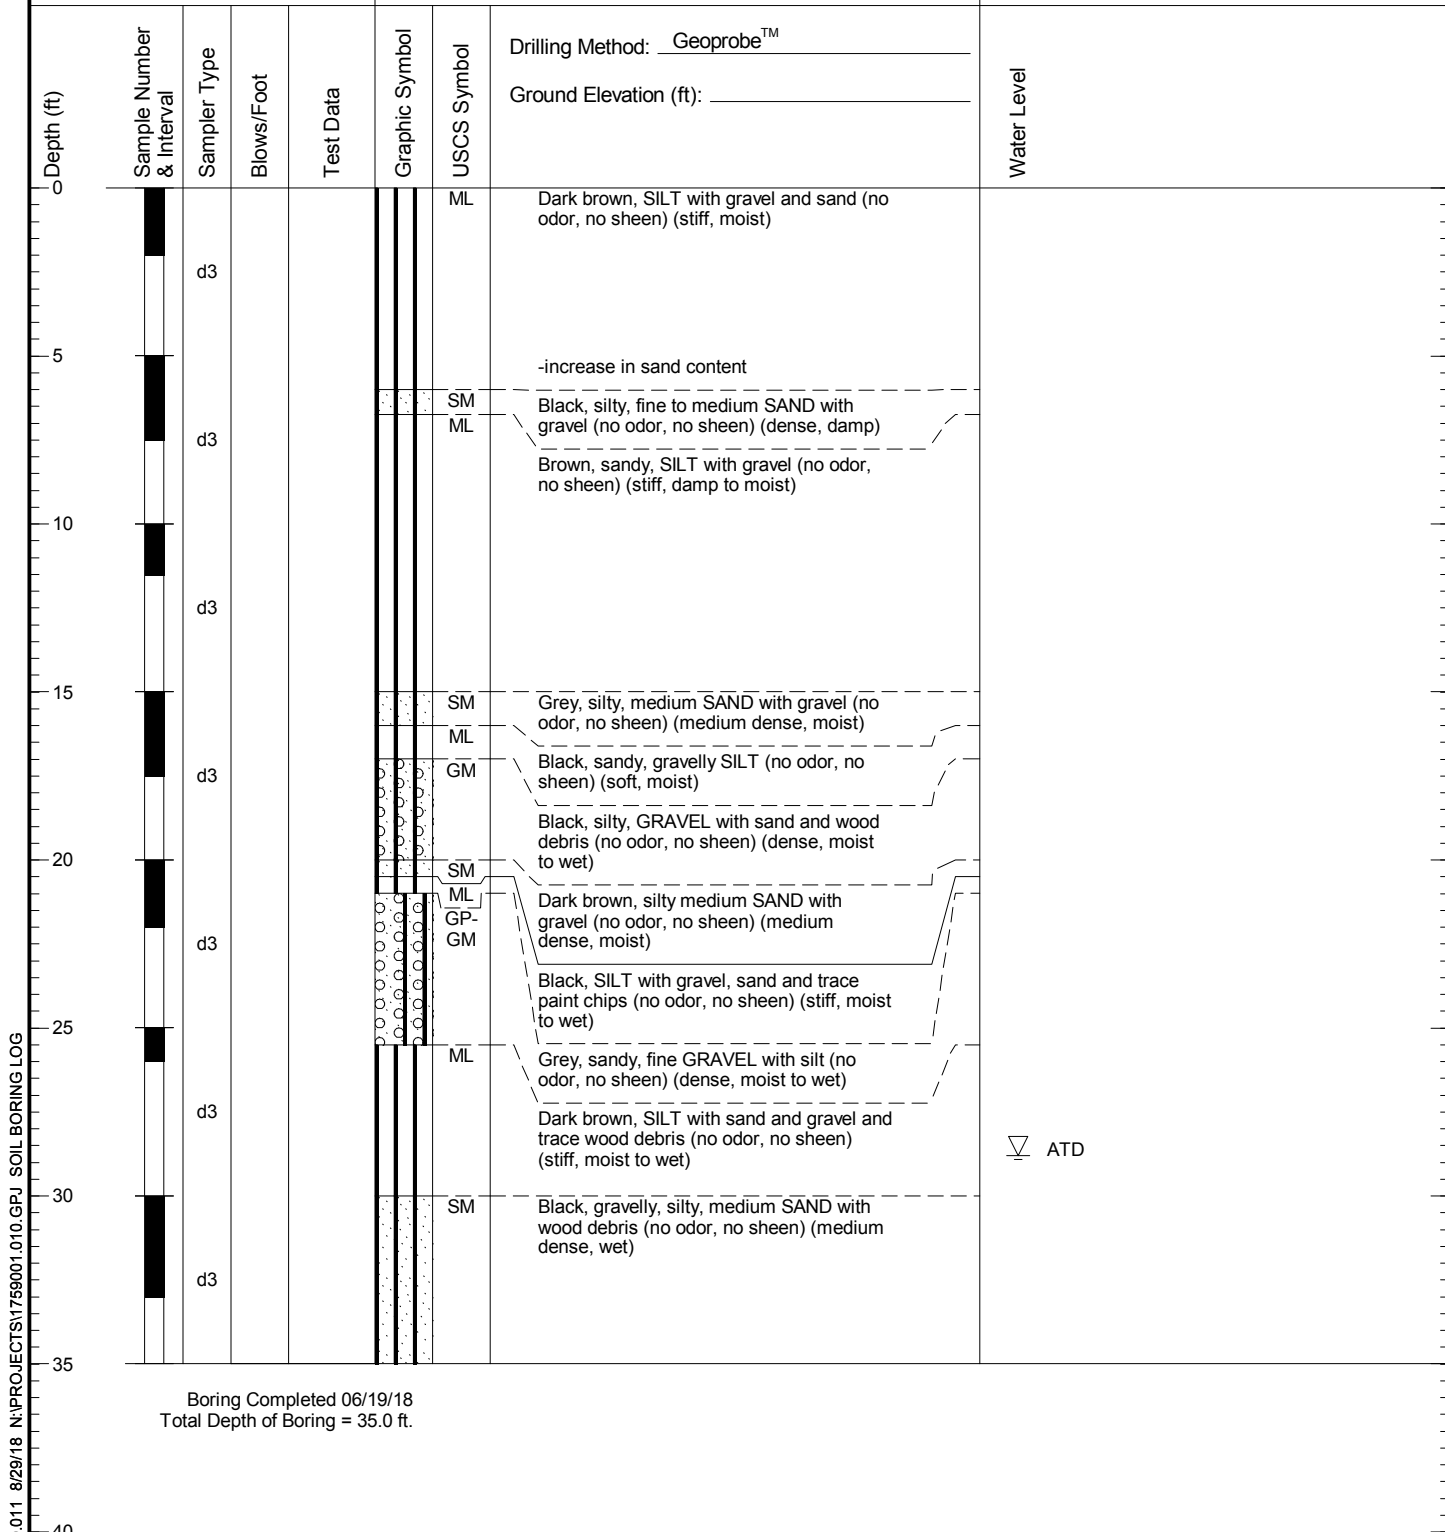 Depth (ft)
Sample Number
& Interval
Sampler Type
Blows/Foot
Test Data
Graphic Symbol
USCS Symbol
Drilling Method: Geoprobe™
Ground Elevation (ft):
Water Level
0
ML
Dark brown, SILT with gravel and sand (no
odor, no sheen) (stiff, moist)
d3
5
-increase in sand content
SM
Black, silty, fine to medium SAND with
gravel (no odor, no sheen) (dense, damp)
ML
d3
Brown, sandy, SILT with gravel (no odor,
no sheen) (stiff, damp to moist)
10
d3
15
SM
Grey, silty, medium SAND with gravel (no
odor, no sheen) (medium dense, moist)
ML
Black, sandy, gravelly SILT (no odor, no
sheen) (soft, moist)
GM
d3
Black, silty, GRAVEL with sand and wood
debris (no odor, no sheen) (dense, moist
to wet)
20
SM
Dark brown, silty medium SAND with
gravel (no odor, no sheen) (medium
dense, moist)
ML
GP-
GM
d3
Black, SILT with gravel, sand and trace
paint chips (no odor, no sheen) (stiff, moist
to wet)
25
ML
Grey, sandy, fine GRAVEL with silt (no
odor, no sheen) (dense, moist to wet)
d3
Dark brown, SILT with sand and gravel and
trace wood debris (no odor, no sheen)
(stiff, moist to wet)
ATD
30
SM
Black, gravelly, silty, medium SAND with
wood debris (no odor, no sheen) (medium
dense, wet)
d3
35
Boring Completed 06/19/18
Total Depth of Boring = 35.0 ft.
40
.011 8/29/18 N:\PROJECTS\1759001.010.GPJ SOIL BORING LOG